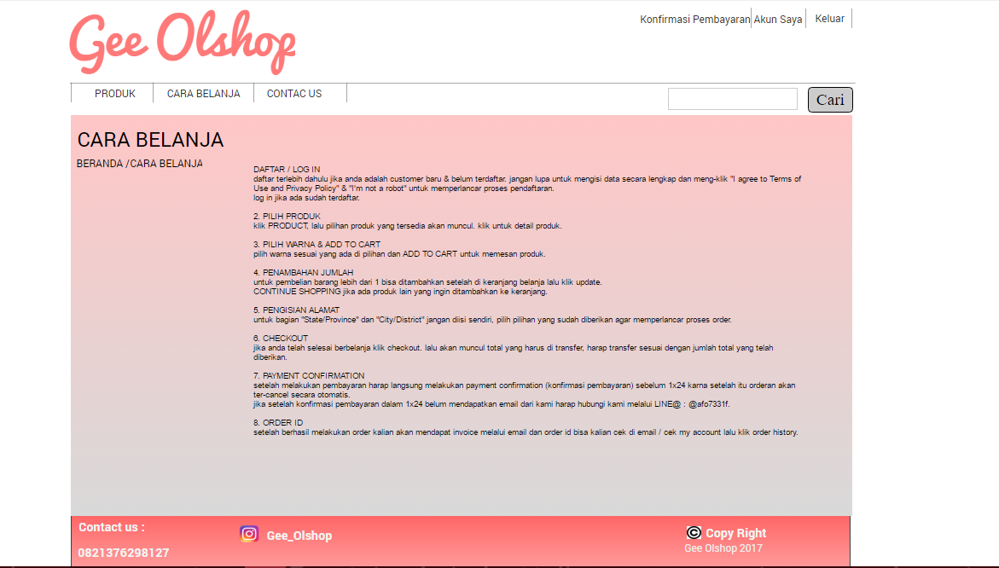 Gee Olshop
Konfirmasi Pembayaran Akun Saya Keluar
PRODUK CARA BELANJA CONTAC US
Cari
CARA BELANJA
BERANDA /CARA BELANJA
DAFTAR / LOG IN
daftar terlebih dahulu jika anda adalah customer baru & belum terdaftar. jangan lupa untuk mengisi data secara lengkap dan meng-klik "I agree to Terms of
Use and Privacy Policy" & "I'm not a robot" untuk memperlancar proses pendaftaran.
log in jika ada sudah terdaftar.
2. PILIH PRODUK
klik PRODUCT, lalu pilihan produk yang tersedia akan muncul. klik untuk detail produk.
3. PILIH WARNA & ADD TO CART
pilih warna sesuai yang ada di pilihan dan ADD TO CART untuk memesan produk.
4. PENAMBAHAN JUMLAH
untuk pembelian barang lebih dari 1 bisa ditambahkan setelah di keranjang belanja lalu klik update.
CONTINUE SHOPPING jika ada produk lain yang ingin ditambahkan ke keranjang.
5. PENGISIAN ALAMAT
untuk bagian "State/Province" dan "City/District" jangan diisi sendiri, pilih pilihan yang sudah diberikan agar memperlancar proses order.
6. CHECKOUT
jika anda telah selesai berbelanja klik checkout. lalu akan muncul total yang harus di transfer, harap transfer sesuai dengan jumlah total yang telah
diberikan.
7. PAYMENT CONFIRMATION
setelah melakukan pembayaran harap langsung melakukan payment confirmation (konfirmasi pembayaran) sebelum 1x24 karna setelah itu orderan akan
ter-cancel secara otomatis.
jika setelah konfirmasi pembayaran dalam 1x24 belum mendapatkan email dari kami harap hubungi kami melalui LINE@ : @afo7331f.
8. ORDER ID
setelah berhasil melakukan order kalian akan mendapat invoice melalui email dan order id bisa kalian cek di email / cek my account lalu klik order history.
Contact us :
0821376298127
Gee_Olshop
© Copy Right
Gee Olshop 2017